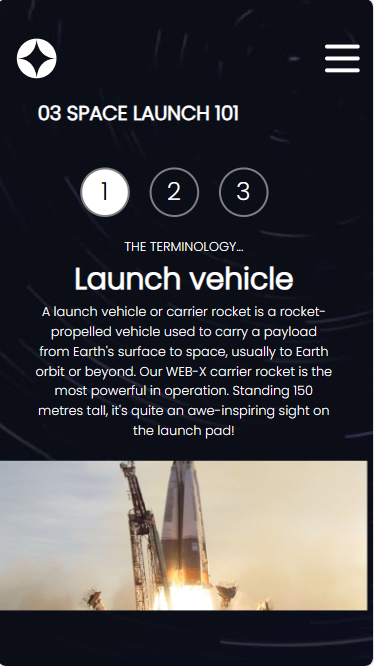 03 SPACE LAUNCH 101
1 2 3
THE TERMINOLOGY...
Launch vehicle
A launch vehicle or carrier rocket is a rocket-
propelled vehicle used to carry a payload
from Earth's surface to space, usually to Earth
orbit or beyond. Our WEB-X carrier rocket is the
most powerful in operation. Standing 150
metres tall, it's quite an awe-inspiring sight on
the launch pad!